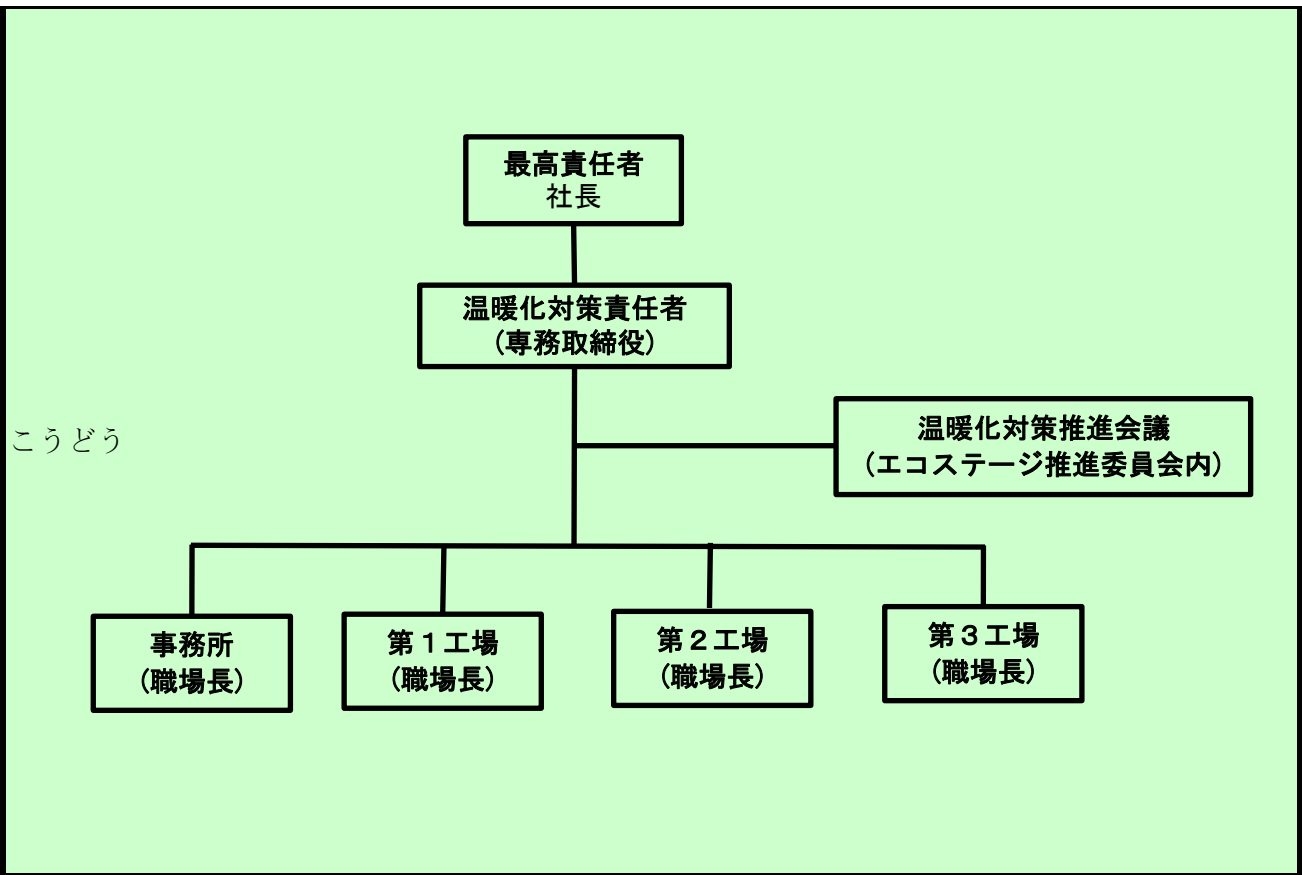 最高責任者
社長
温暖化対策責任者
(専務取締役)
こうどう
温暖化対策推進会議
(エコステージ推進委員会内)
事務所
(職場長)
第1工場
(職場長)
第2工場
(職場長)
第3工場
(職場長)